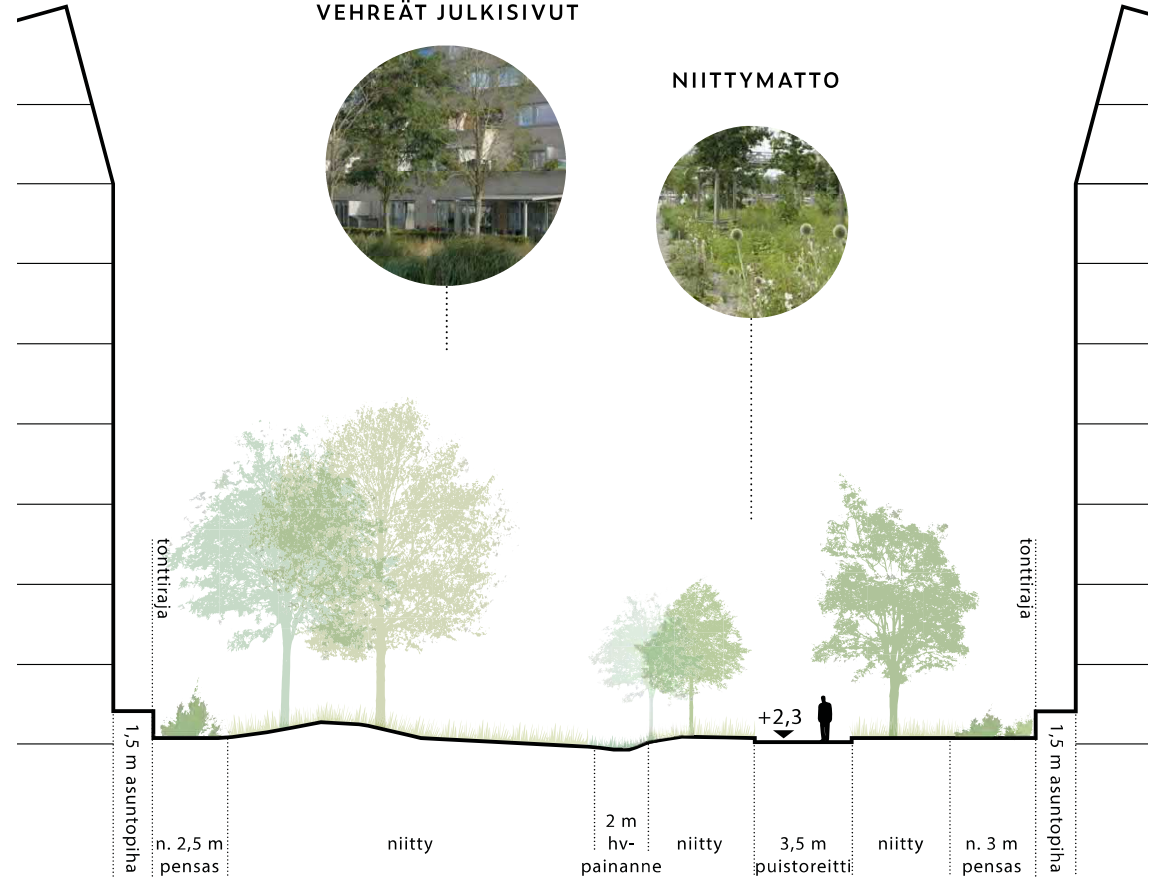 VEHREÄT JULKISIVUT
NIITTYMATTO
tonttiraja
tonttiraja
+2,3
1,5 m asuntopiha
n. 2,5 m
pensas
niitty
2 m
hv-
painanne
niitty
3,5 m
puistoreitti
niitty
n. 3 m
pensas
1,5 m asuntopiha